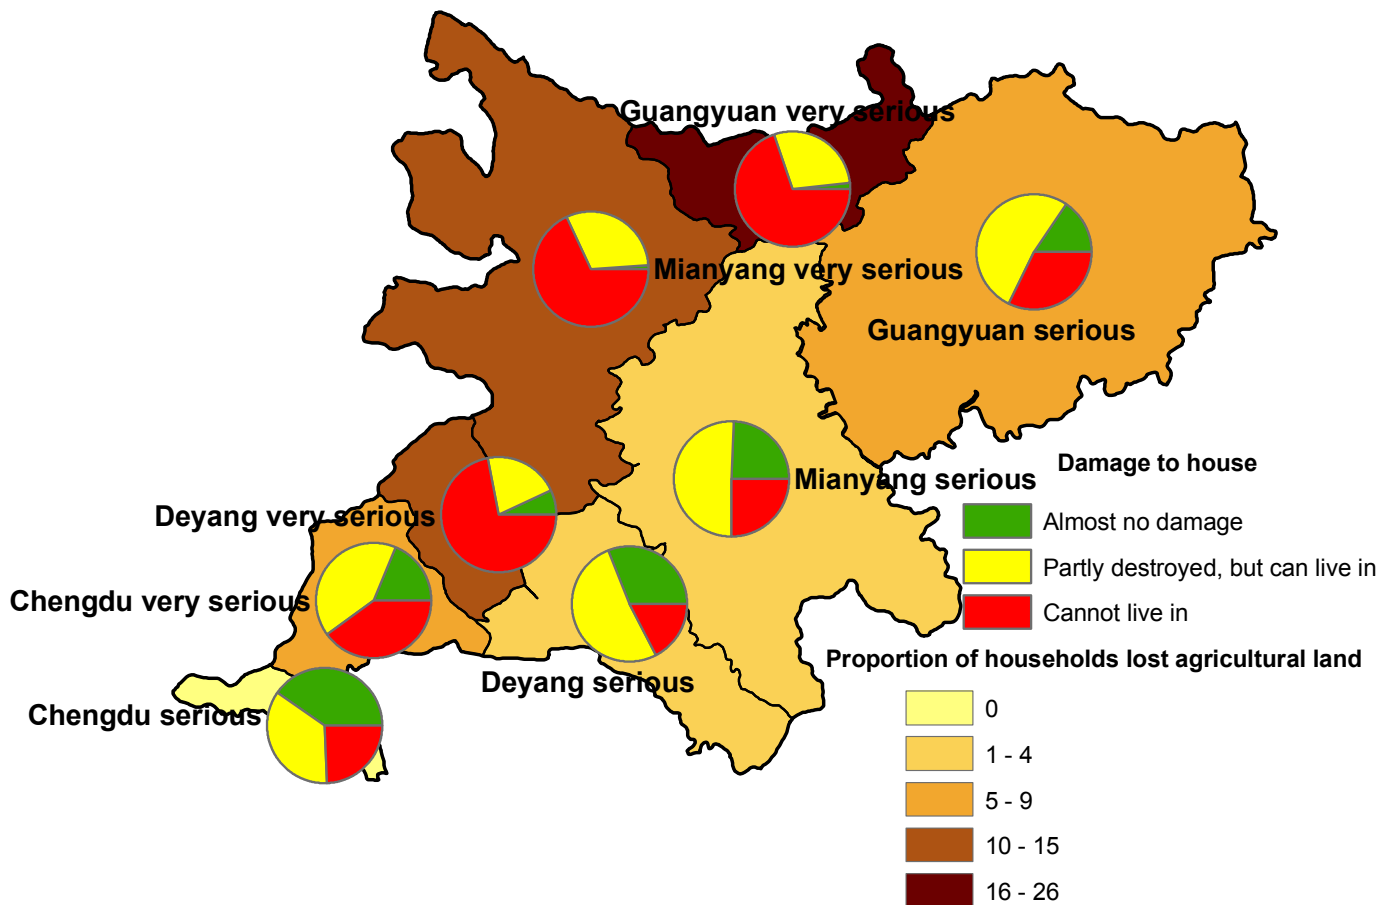 Guangyuan very serious
Mianyang very serious
Guangyuan serious
Mianyang serious
Deyang very serious
Chengdu very serious
Deyang serious
Chengdu serious
Damage to house
Almost no damage
Partly destroyed, but can live in
Cannot live in
Proportion of households lost agricultural land
0
1 - 4
5 - 9
10 - 15
16 - 26